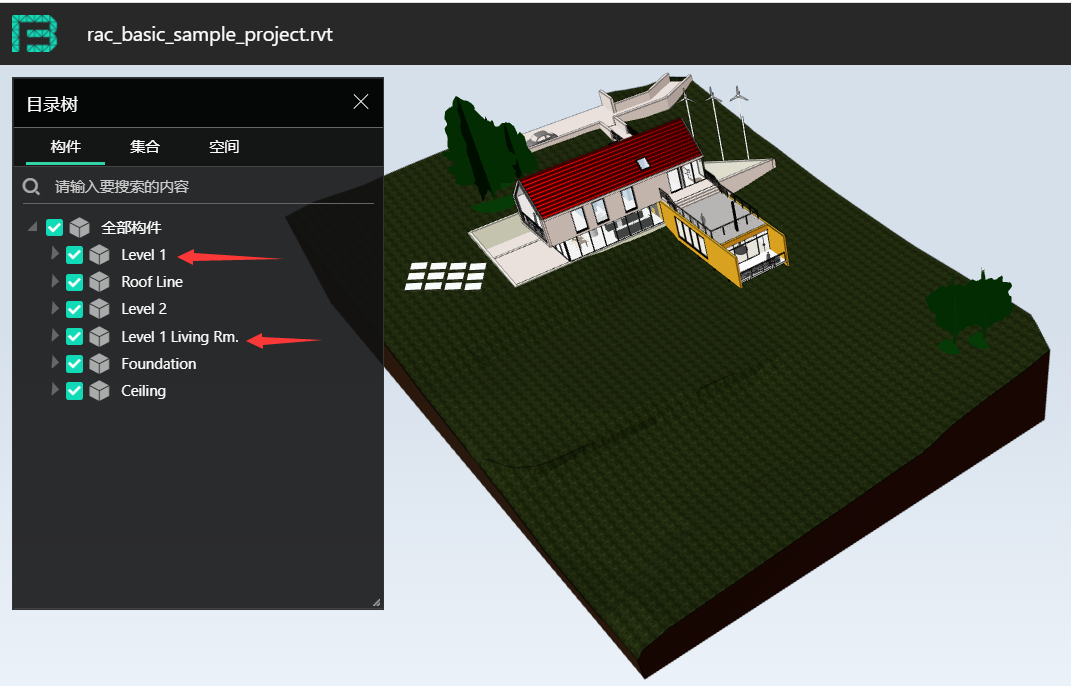 rac_basic_sample_project.rvt
目录树
构件 集合 空间
请输入要搜索的内容
全部构件
Level 1
Roof Line
Level 2
Level 1 Living Rm.
Foundation
Ceiling